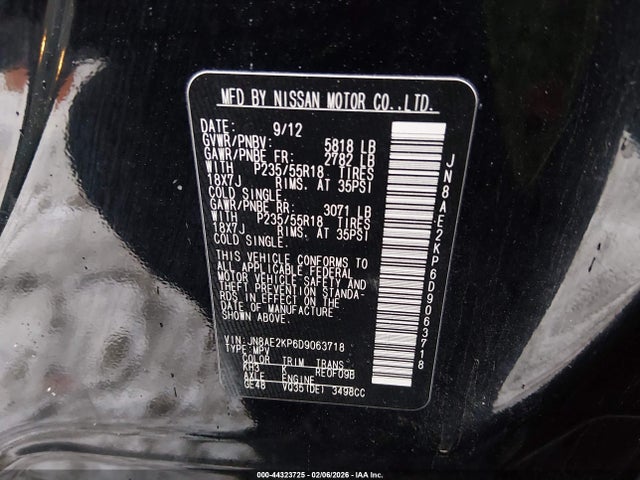 MFD BY NISSAN MOTOR CO.,LTD.
DATE: 9/12
GVWR/PNBV: 5818 LB
GAWR/PNBE FR: 2782 LB
WITH P235/55R18 TIRES
18X7J RIMS. AT 35PSI
COLD SINGLE.
GAWR/PNBE RR: 3071 LB
WITH P235/55R18 TIRES
18X7J RIMS. AT 35PSI
COLD SINGLE.
THIS VEHICLE CONFORMS TO
ALL APPLICABLE FEDERAL
MOTOR VEHICLE SAFETY AND
THEFT PREVENTION STANDA-
RDS IN EFFECT ON THE
DATE OF MANUFACTURE
SHOWN ABOVE.
VIN: JN8AE2KP6D9063718
TYPE: MPV
COLOR TRIM TRANS
KH3 K RE0F09B
AXLE ENGINE
GE48 VQ35(DE) 3498CC
JN8AE2KP6D9063718
000-44323725 - 02/06/2026 - IAA Inc.